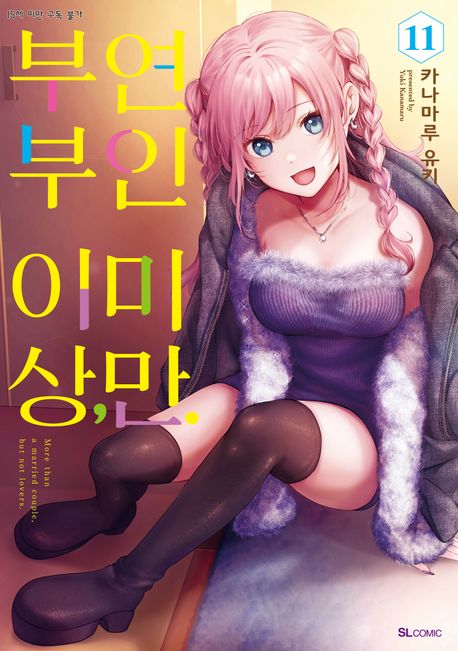 15세 미만 구독 불가
11
부부 이상,
연인 미만.
카나마루 유키
presented by
Yuki Kanamaru
More than
a married couple,
but not lovers.
SL COMIC